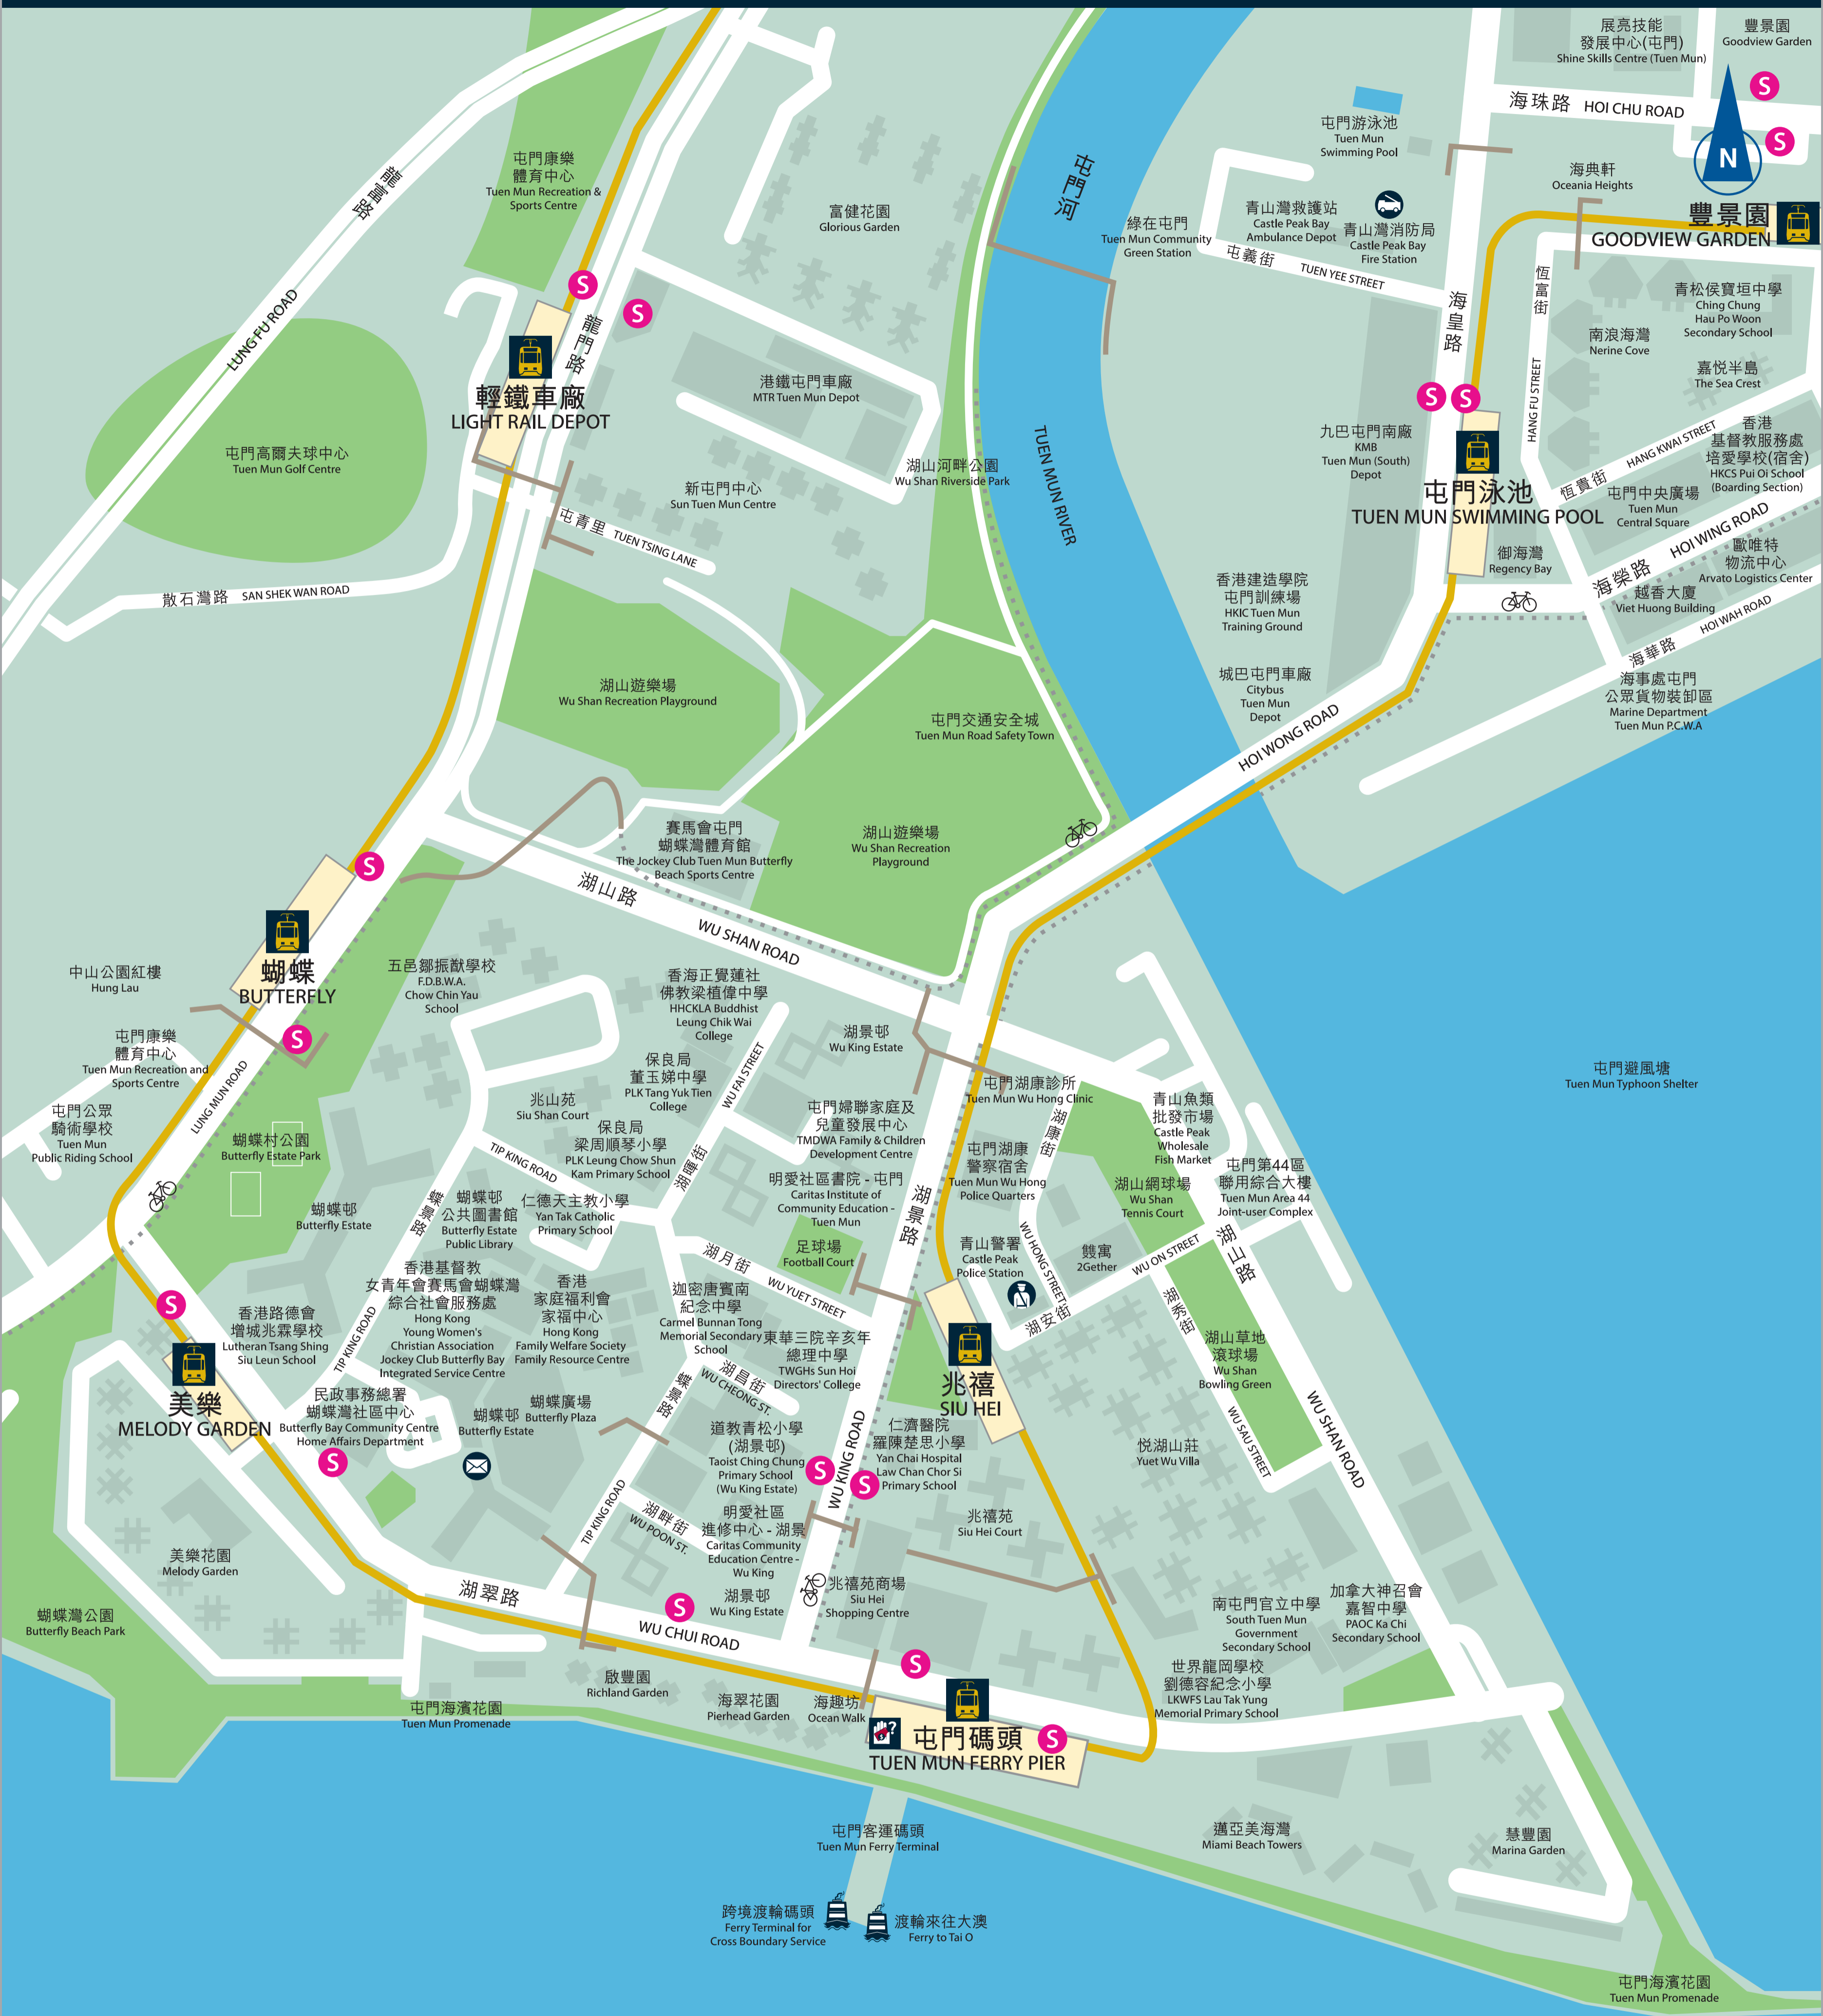 展亮技能
發展中心(屯門)
Shine Skills Centre (Tuen Mun)
豐景園
Goodview Garden
S
海珠路 HOI CHU ROAD
S
N
屯門游泳池
Tuen Mun
Swimming Pool
海典軒
Oceania Heights
豐景園
GOODVIEW GARDEN
屯門康樂
體育中心
Tuen Mun Recreation &
Sports Centre
龍富路
LUNG FU ROAD
富健花園
Glorious Garden
屯門河
TUEN MUN RIVER
綠在屯門
Tuen Mun Community
Green Station
青山灣救護站
Castle Peak Bay
Ambulance Depot
青山灣消防局
Castle Peak Bay
Fire Station
屯義街 TUEN YEE STREET
海皇路
恆富街
HANG FU STREET
青松侯寶垣中學
Ching Chung
Hau Po Woon
Secondary School
南浪海灣
Nerine Cove
嘉悦半島
The Sea Crest
S
S
龍門路
輕鐵車廠
LIGHT RAIL DEPOT
港鐵屯門車廠
MTR Tuen Mun Depot
S
S
九巴屯門南廠
KMB
Tuen Mun (South)
Depot
屯門泳池
TUEN MUN SWIMMING POOL
恆貴街 HANG KWAI STREET
香港
基督教服務處
培愛學校(宿舍)
HKCS Pui Oi School
(Boarding Section)
屯門中央廣場
Tuen Mun
Central Square
屯門高爾夫球中心
Tuen Mun Golf Centre
新屯門中心
Sun Tuen Mun Centre
湖山河畔公園
Wu Shan Riverside Park
屯青里 TUEN TSING LANE
御海灣
Regency Bay
海榮路 HOI WING ROAD
歐唯特
物流中心
Arvato Logistics Center
越香大廈
Viet Huong Building
海華路 HOI WAH ROAD
散石灣路 SAN SHEK WAN ROAD
香港建造學院
屯門訓練場
HKIC Tuen Mun
Training Ground
城巴屯門車廠
Citybus
Tuen Mun
Depot
海事處屯門
公眾貨物裝卸區
Marine Department
Tuen Mun P.C.W.A
湖山遊樂場
Wu Shan Recreation Playground
屯門交通安全城
Tuen Mun Road Safety Town
HOI WONG ROAD
賽馬會屯門
蝴蝶灣體育館
The Jockey Club Tuen Mun Butterfly
Beach Sports Centre
湖山遊樂場
Wu Shan Recreation
Playground
湖山路 WU SHAN ROAD
S
蝴蝶
BUTTERFLY
中山公園紅樓
Hung Lau
五邑鄒振猷學校
F.D.B.W.A.
Chow Chin Yau
School
香海正覺蓮社
佛教梁植偉中學
HHCKLA Buddhist
Leung Chik Wai
College
湖景邨
Wu King Estate
S
屯門康樂
體育中心
Tuen Mun Recreation and
Sports Centre
LUNG MUN ROAD
保良局
董玉娣中學
PLK Tang Yuk Tien
College
WU FAI STREET
湖暉街
兆山苑
Siu Shan Court
屯門湖康診所
Tuen Mun Wu Hong Clinic
屯門避風塘
Tuen Mun Typhoon Shelter
屯門公眾
騎術學校
Tuen Mun
Public Riding School
蝴蝶村公園
Butterfly Estate Park
保良局
梁周順琴小學
PLK Leung Chow Shun
Kam Primary School
TIP KING ROAD
屯門婦聯家庭及
兒童發展中心
TMDWA Family & Children
Development Centre
湖康街
WU HONG STREET
青山魚類
批發市場
Castle Peak
Wholesale
Fish Market
屯門湖康
警察宿舍
Tuen Mun Wu Hong
Police Quarters
湖山網球場
Wu Shan
Tennis Court
屯門第44區
聯用綜合大樓
Tuen Mun Area 44
Joint-user Complex
蝴蝶邨
Butterfly Estate
蝶景路
蝴蝶邨
公共圖書館
Butterfly Estate
Public Library
仁德天主教小學
Yan Tak Catholic
Primary School
明愛社區書院 - 屯門
Caritas Institute of
Community Education -
Tuen Mun
湖景路
足球場
Football Court
青山警署
Castle Peak
Police Station
雔寓
2Gether
WU ON STREET
湖安街
湖山路
湖月街
WU YUET STREET
香港基督教
女青年會賽馬會蝴蝶灣
綜合社會服務處
Hong Kong
Young Women's
Christian Association
Jockey Club Butterfly Bay
Integrated Service Centre
香港
家庭福利會
家福中心
Hong Kong
Family Welfare Society
Family Resource Centre
迦密唐賓南
紀念中學
Carmel Bunnan Tong
Memorial Secondary
School
東華三院辛亥年
總理中學
TWGHs Sun Hoi
Directors' College
S
香港路德會
增城兆霖學校
Lutheran Tsang Shing
Siu Leun School
TIP KING ROAD
美樂
MELODY GARDEN
兆禧
SIU HEI
湖秀街
WU SAU STREET
湖山草地
滾球場
Wu Shan
Bowling Green
WU SHAN ROAD
民政事務總署
蝴蝶灣社區中心
Butterfly Bay Community Centre
Home Affairs Department
S
蝴蝶邨
Butterfly Estate
蝴蝶廣場
Butterfly Plaza
蝶景路
TIP KING ROAD
湖昌街
WU CHEONG ST.
道教青松小學
(湖景邨)
Taoist Ching Chung
Primary School
(Wu King Estate)
S
S
WU KING ROAD
仁濟醫院
羅陳楚思小學
Yan Chai Hospital
Law Chan Chor Si
Primary School
悦湖山莊
Yuet Wu Villa
湖畔街
WU POON ST.
明愛社區
進修中心 - 湖景
Caritas Community
Education Centre -
Wu King
兆禧苑
Siu Hei Court
美樂花園
Melody Garden
湖翠路
WU CHUI ROAD
S
湖景邨
Wu King Estate
兆禧苑商場
Siu Hei
Shopping Centre
南屯門官立中學
South Tuen Mun
Government
Secondary School
加拿大神召會
嘉智中學
PAOC Ka Chi
Secondary School
蝴蝶灣公園
Butterfly Beach Park
S
世界龍岡學校
劉德容紀念小學
LKWFS Lau Tak Yung
Memorial Primary School
啟豐園
Richland Garden
海翠花園
Pierhead Garden
海趣坊
Ocean Walk
屯門海濱花園
Tuen Mun Promenade
?
屯門碼頭
TUEN MUN FERRY PIER
S
屯門客運碼頭
Tuen Mun Ferry Terminal
邁亞美海灣
Miami Beach Towers
慧豐園
Marina Garden
跨境渡輪碼頭
Ferry Terminal for
Cross Boundary Service
渡輪來往大澳
Ferry to Tai O
屯門海濱花園
Tuen Mun Promenade